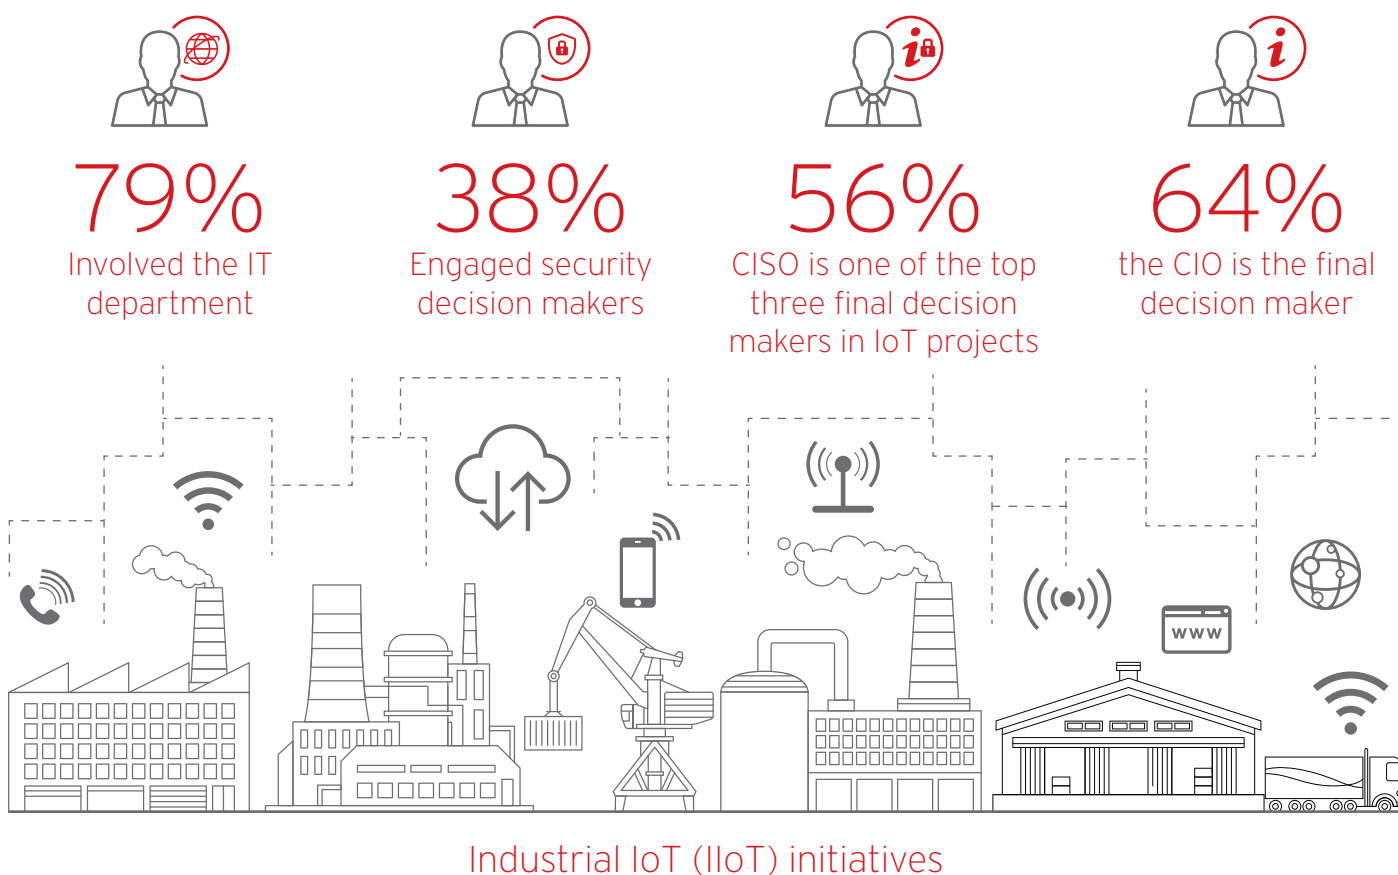 79%
Involved the IT
department
38%
Engaged security
decision makers
56%
CISO is one of the top
three final decision
makers in IoT projects
64%
the CIO is the final
decision maker
www
Industrial IoT (IIoT) initiatives